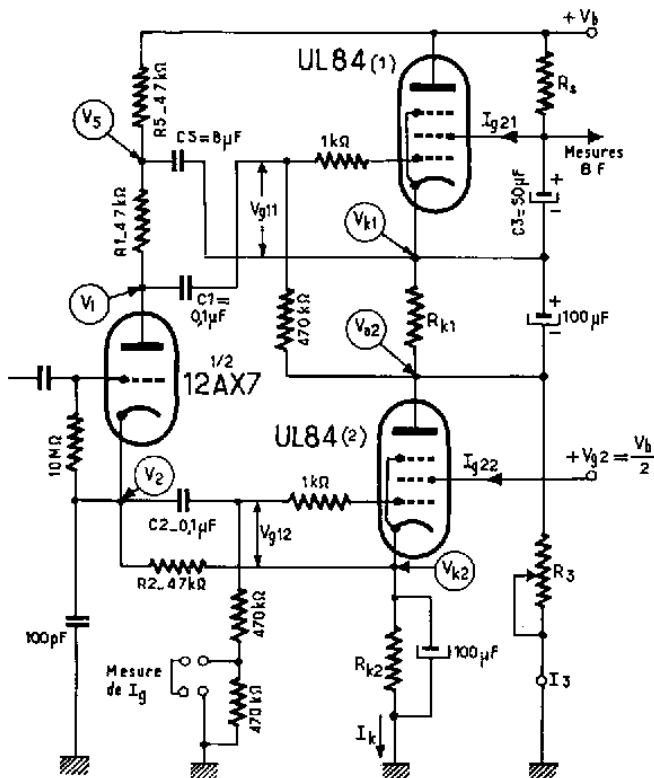 + Vb
UL84(1)
R5_47kΩ
Rs
V5
C5=8µF
1kΩ
Ig21
Mesures
BF
R1_47kΩ
Vg11
C3=50µF
+
−
Vk1
V1
C1=
0,1µF
470kΩ
Rk1
+
100µF
−
Va2
1/2
12AX7
UL84(2)
10MΩ
Ig22
+Vg2=Vb/2
V2
1kΩ
C2_0,1µF
Vg12
R2_47kΩ
Vk2
R3
100pF
470kΩ
Rk2
100µF
Mesure
de Ig
470kΩ
I3
Ik